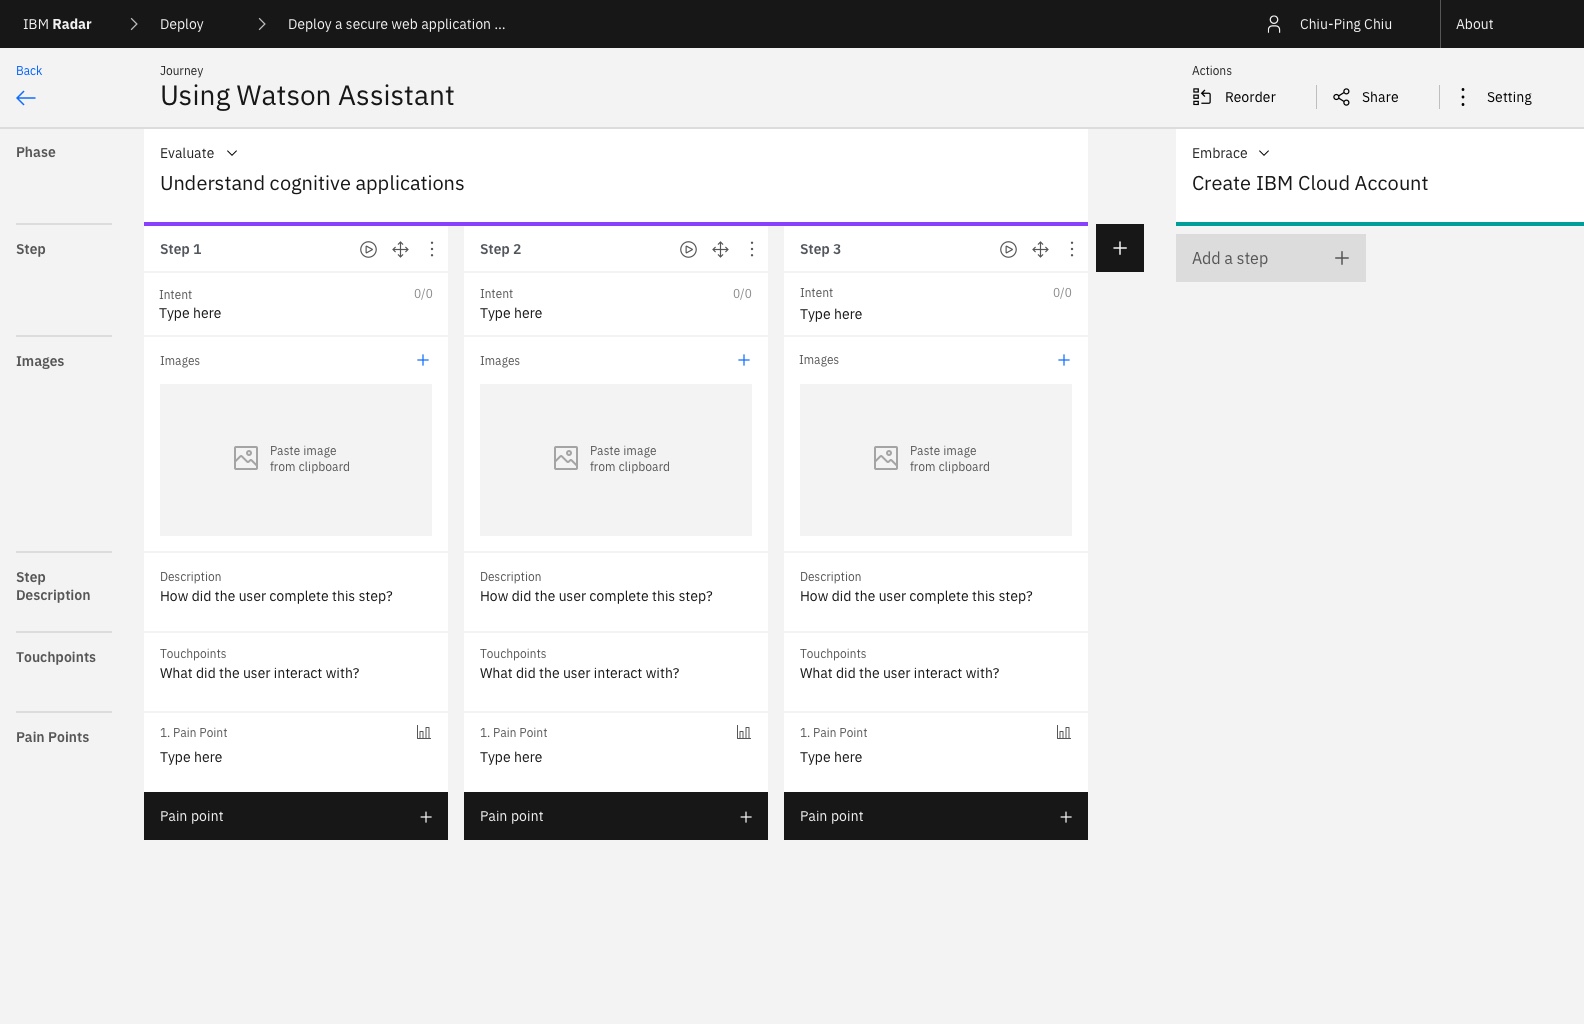 IBM Radar
Deploy
Deploy a secure web application ...
Chiu-Ping Chiu
About
Back
Journey
Using Watson Assistant
Actions
Reorder
Share
Setting
Phase
Evaluate
Understand cognitive applications
Embrace
Create IBM Cloud Account
Step
Step 1
Step 2
Step 3
Add a step
Intent 0/0
Type here
Intent 0/0
Type here
Intent 0/0
Type here
Images
Images
Paste image
from clipboard
Images
Paste image
from clipboard
Images
Paste image
from clipboard
Step
Description
Description
How did the user complete this step?
Description
How did the user complete this step?
Description
How did the user complete this step?
Touchpoints
Touchpoints
What did the user interact with?
Touchpoints
What did the user interact with?
Touchpoints
What did the user interact with?
Pain Points
1. Pain Point
Type here
1. Pain Point
Type here
1. Pain Point
Type here
Pain point
Pain point
Pain point